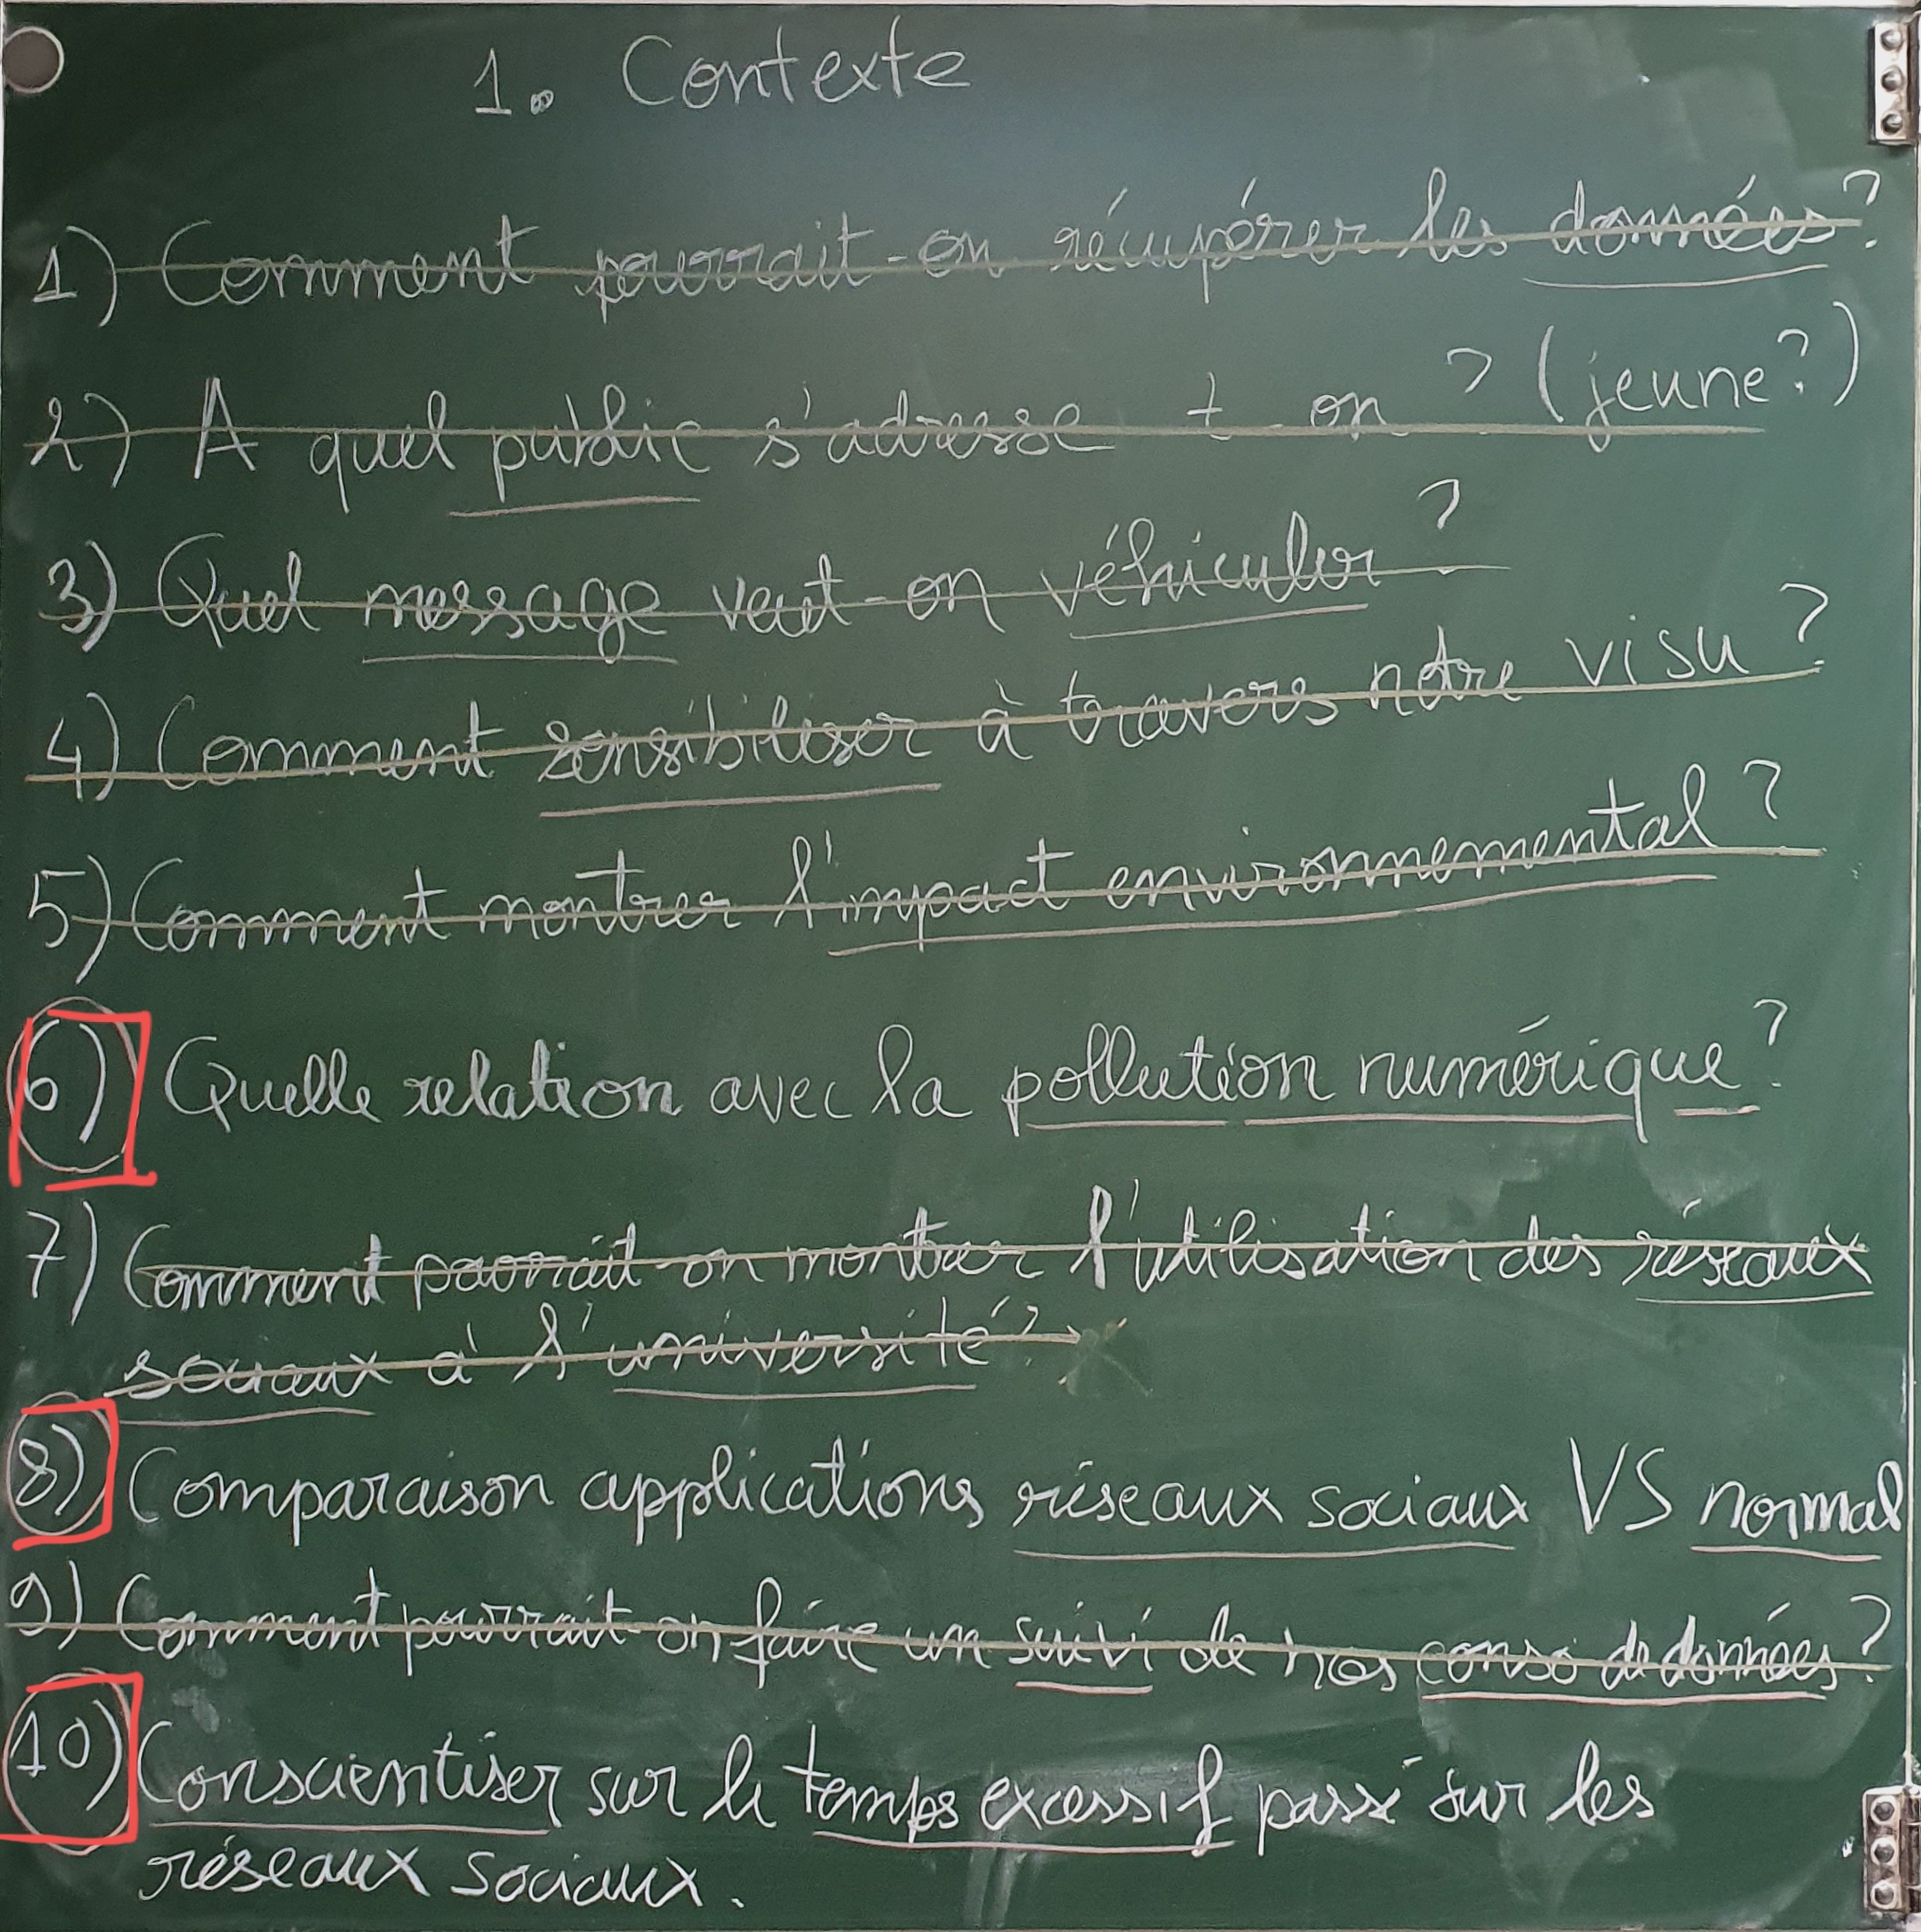 1. Contexte
1) Comment pourrait-on récupérer les données?
2) A quel public s'adresse t-on ? (jeune?)
3) Quel message veut-on véhiculer ?
4) Comment sensibiliser à travers notre visu ?
5) Comment montrer l'impact environnemental ?
6) Quelle relation avec la pollution numérique ?
7) Comment pourrait-on montrer l'utilisation des réseaux
sociaux à l'université ?
8) Comparaison applications réseaux sociaux VS normal
9) Comment pourrait-on faire un suivi de nos conso de données ?
10) Conscientiser sur le temps excessif passé sur les
réseaux sociaux.